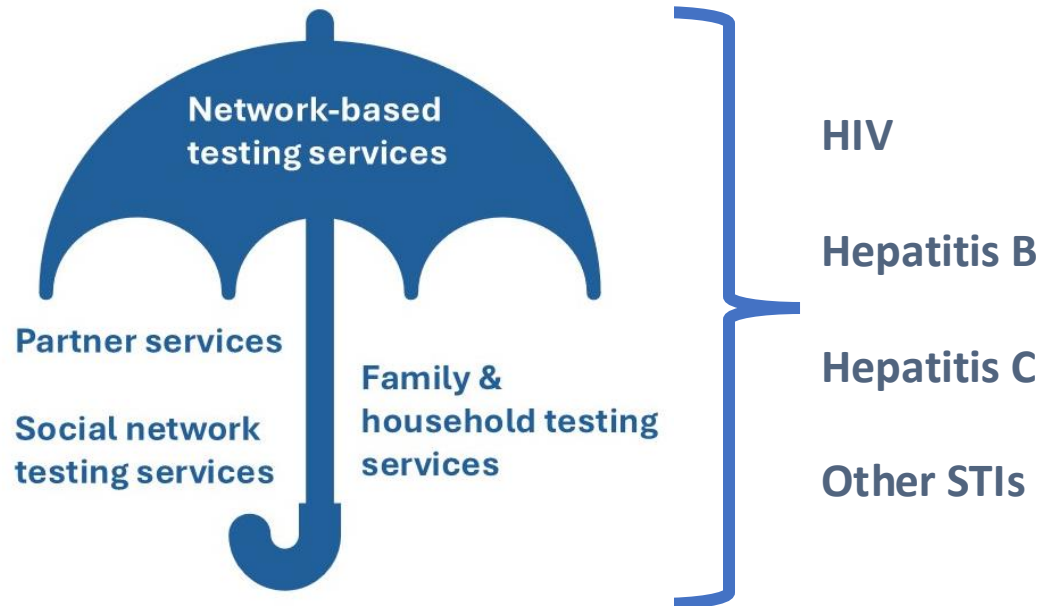 Network-based
testing services
Partner services
Social network
testing services
Family &
household testing
services
HIV
Hepatitis B
Hepatitis C
Other STIs